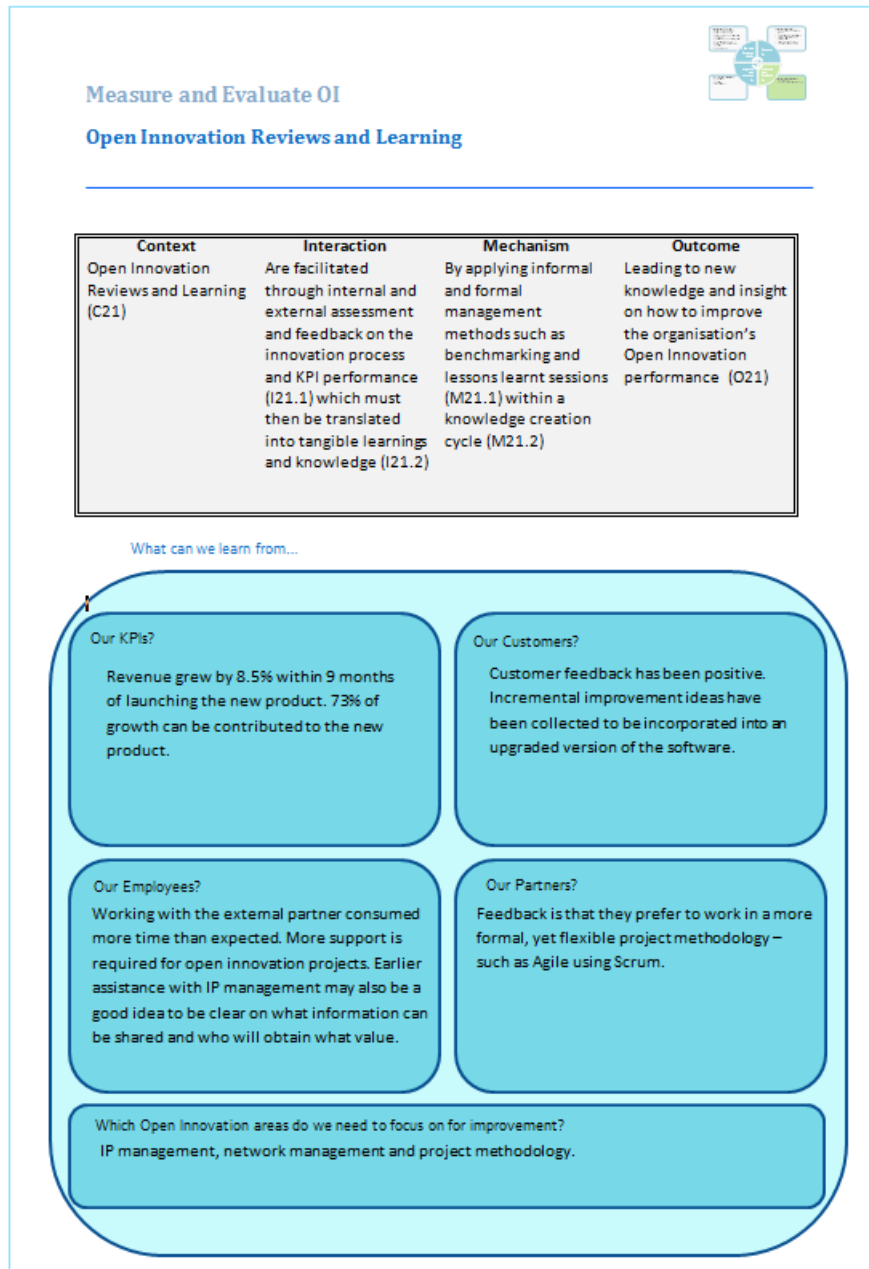 Measure and Evaluate OI
Open Innovation Reviews and Learning
Context
Open Innovation
Reviews and Learning
(C21)
Interaction
Are facilitated
through internal and
external assessment
and feedback on the
innovation process
and KPI performance
(I21.1) which must
then be translated
into tangible learnings
and knowledge (I21.2)
Mechanism
By applying informal
and formal
management
methods such as
benchmarking and
lessons learnt sessions
(M21.1) within a
knowledge creation
cycle (M21.2)
Outcome
Leading to new
knowledge and insight
on how to improve
the organisation's
Open Innovation
performance (O21)
What can we learn from...
Our KPIs?
Revenue grew by 8.5% within 9 months
of launching the new product. 73% of
growth can be contributed to the new
product.
Our Customers?
Customer feedback has been positive.
Incremental improvement ideas have
been collected to be incorporated into an
upgraded version of the software.
Our Employees?
Working with the external partner consumed
more time than expected. More support is
required for open innovation projects. Earlier
assistance with IP management may also be a
good idea to be clear on what information can
be shared and who will obtain what value.
Our Partners?
Feedback is that they prefer to work in a more
formal, yet flexible project methodology –
such as Agile using Scrum.
Which Open Innovation areas do we need to focus on for improvement?
IP management, network management and project methodology.